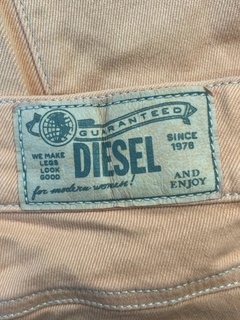 GUARANTEED
DIESEL
SINCE
1978
WE MAKE
LEGS
LOOK
GOOD
AND
ENJOY
for modern women!